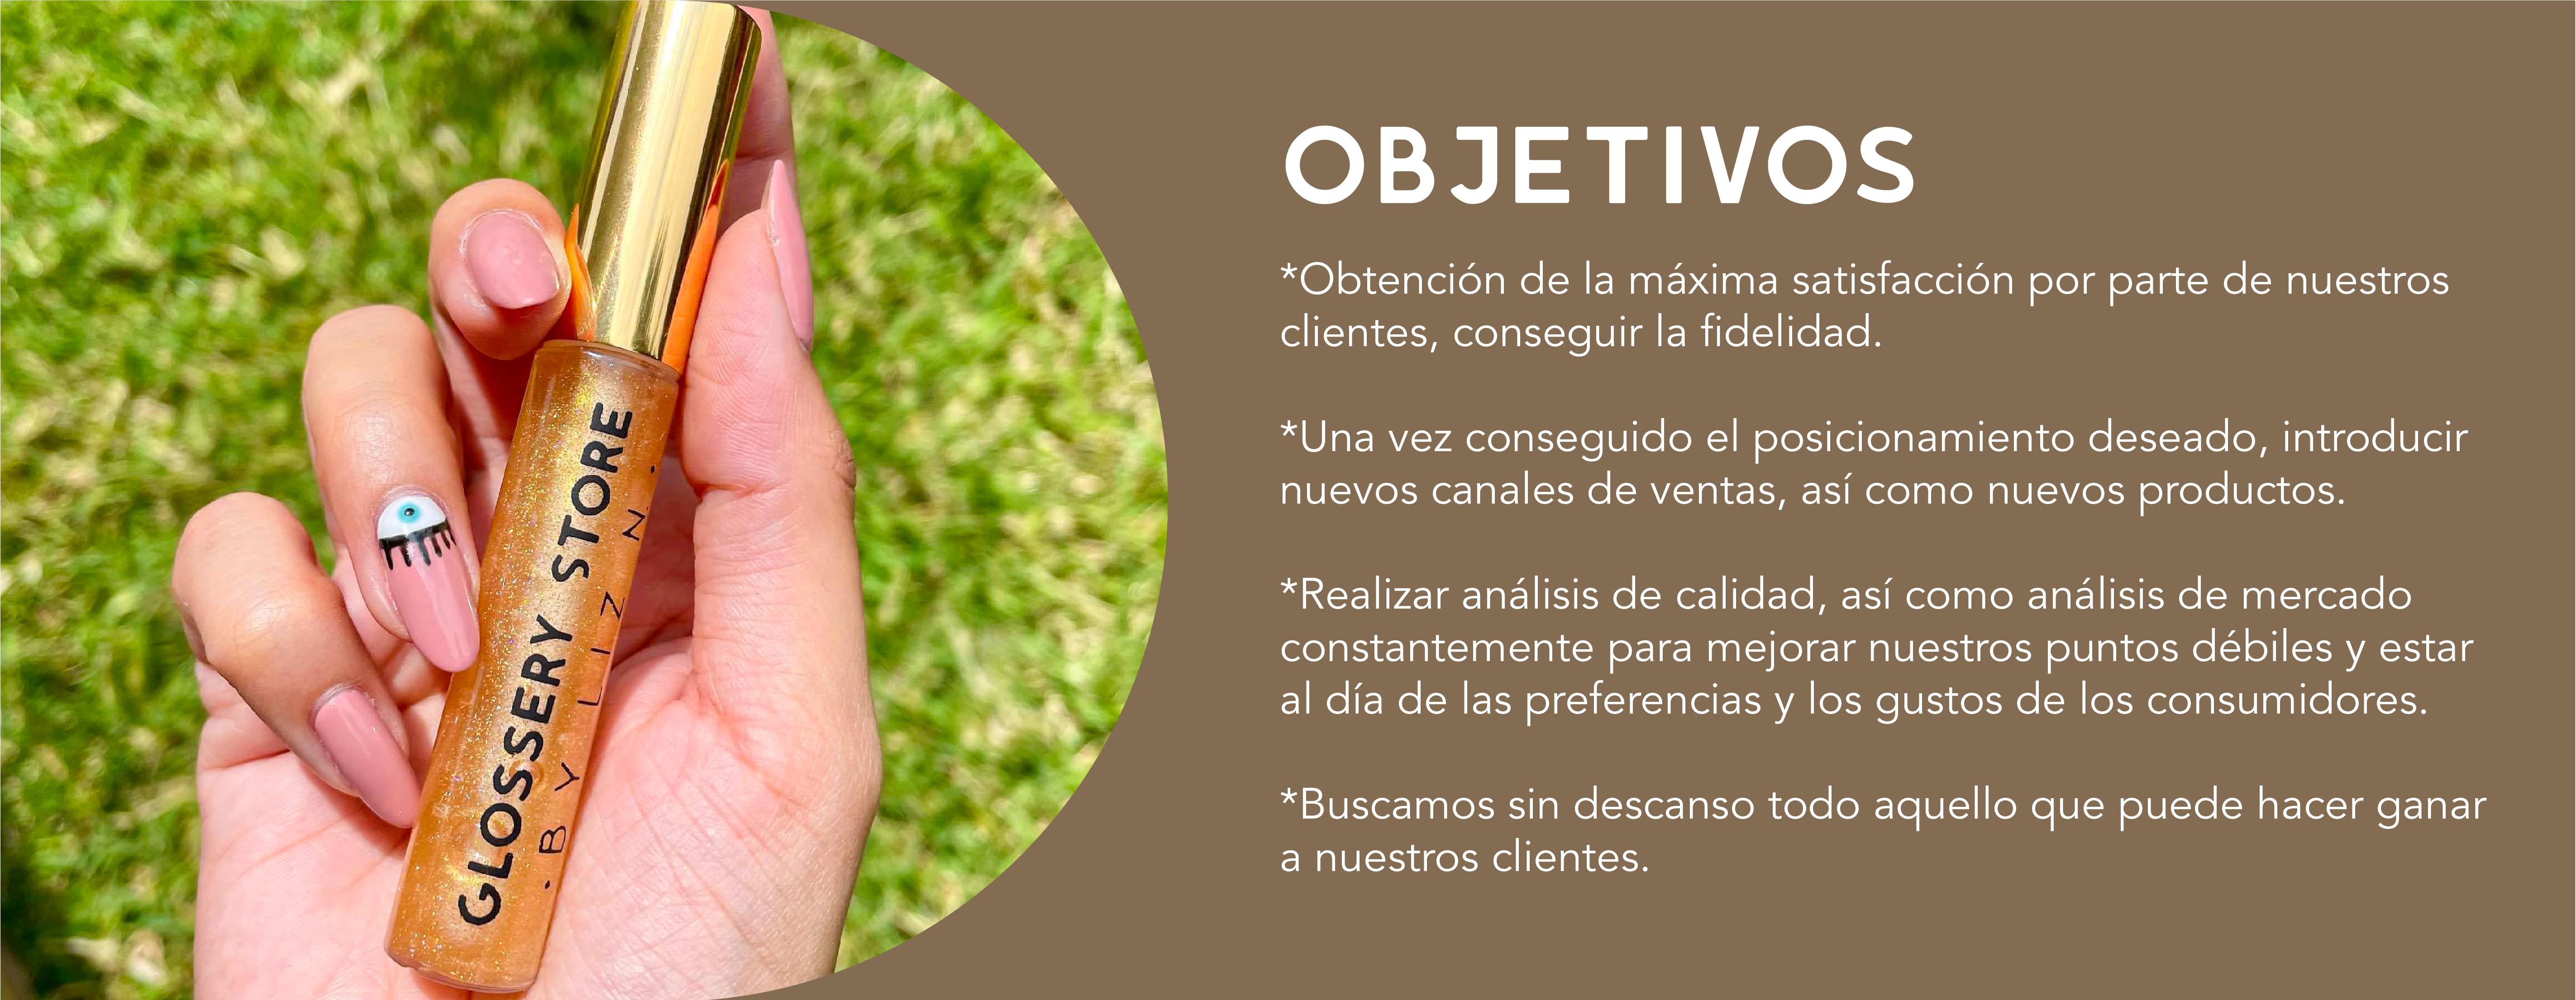 GLOSSERY STORE
. B Y L I Z N .
OBJETIVOS
*Obtención de la máxima satisfacción por parte de nuestros
clientes, conseguir la fidelidad.
*Una vez conseguido el posicionamiento deseado, introducir
nuevos canales de ventas, así como nuevos productos.
*Realizar análisis de calidad, así como análisis de mercado
constantemente para mejorar nuestros puntos débiles y estar
al día de las preferencias y los gustos de los consumidores.
*Buscamos sin descanso todo aquello que puede hacer ganar
a nuestros clientes.